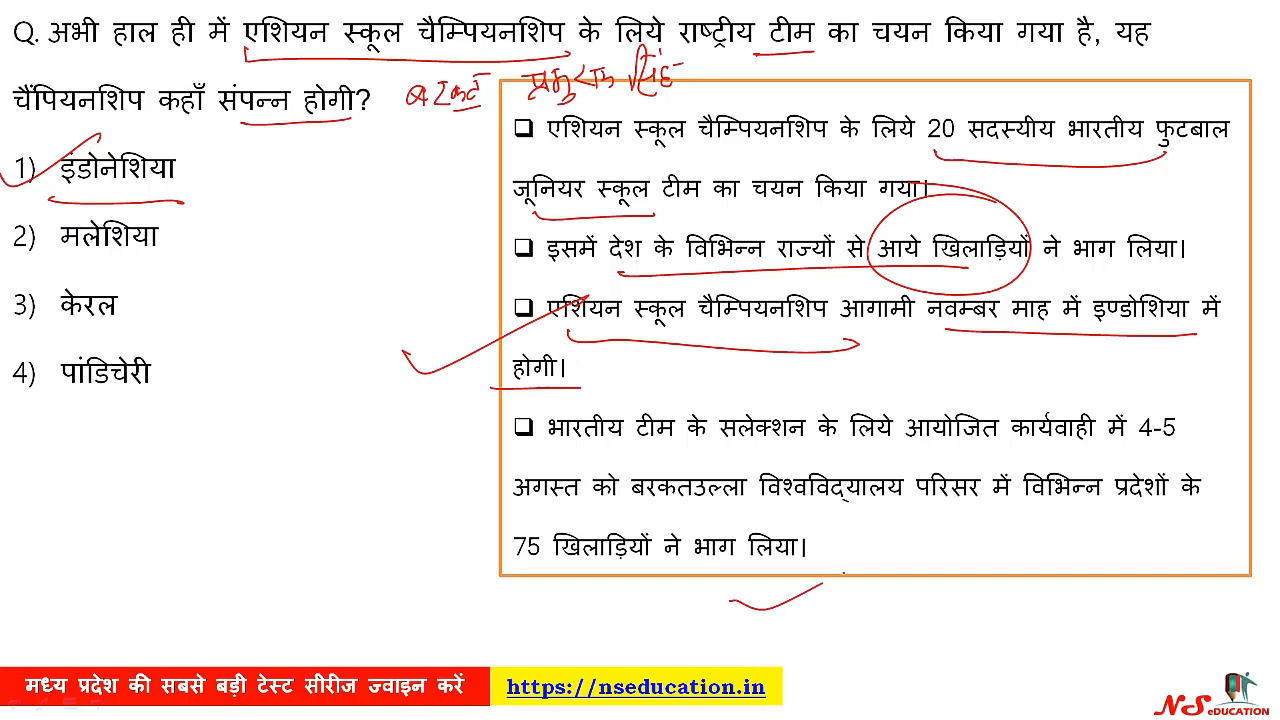 Q. अभी हाल ही में एशियन स्कूल चैम्पियनशिप के लिये राष्ट्रीय टीम का चयन किया गया है, यह
चैंपियनशिप कहाँ संपन्न होगी?
1) इंडोनेशिया
2) मलेशिया
3) केरल
4) पांडिचेरी
❑ एशियन स्कूल चैम्पियनशिप के लिये 20 सदस्यीय भारतीय फुटबाल
जूनियर स्कूल टीम का चयन किया गया।
❑ इसमें देश के विभिन्न राज्यों से आये खिलाड़ियों ने भाग लिया।
❑ एशियन स्कूल चैम्पियनशिप आगामी नवम्बर माह में इण्डोशिया में
होगी।
❑ भारतीय टीम के सलेक्शन के लिये आयोजित कार्यवाही में 4-5
अगस्त को बरकतउल्ला विश्वविद्यालय परिसर में विभिन्न प्रदेशों के
75 खिलाड़ियों ने भाग लिया।
मध्य प्रदेश की सबसे बड़ी टेस्ट सीरीज ज्वाइन करें
https://nseducation.in
NS eDUCATION